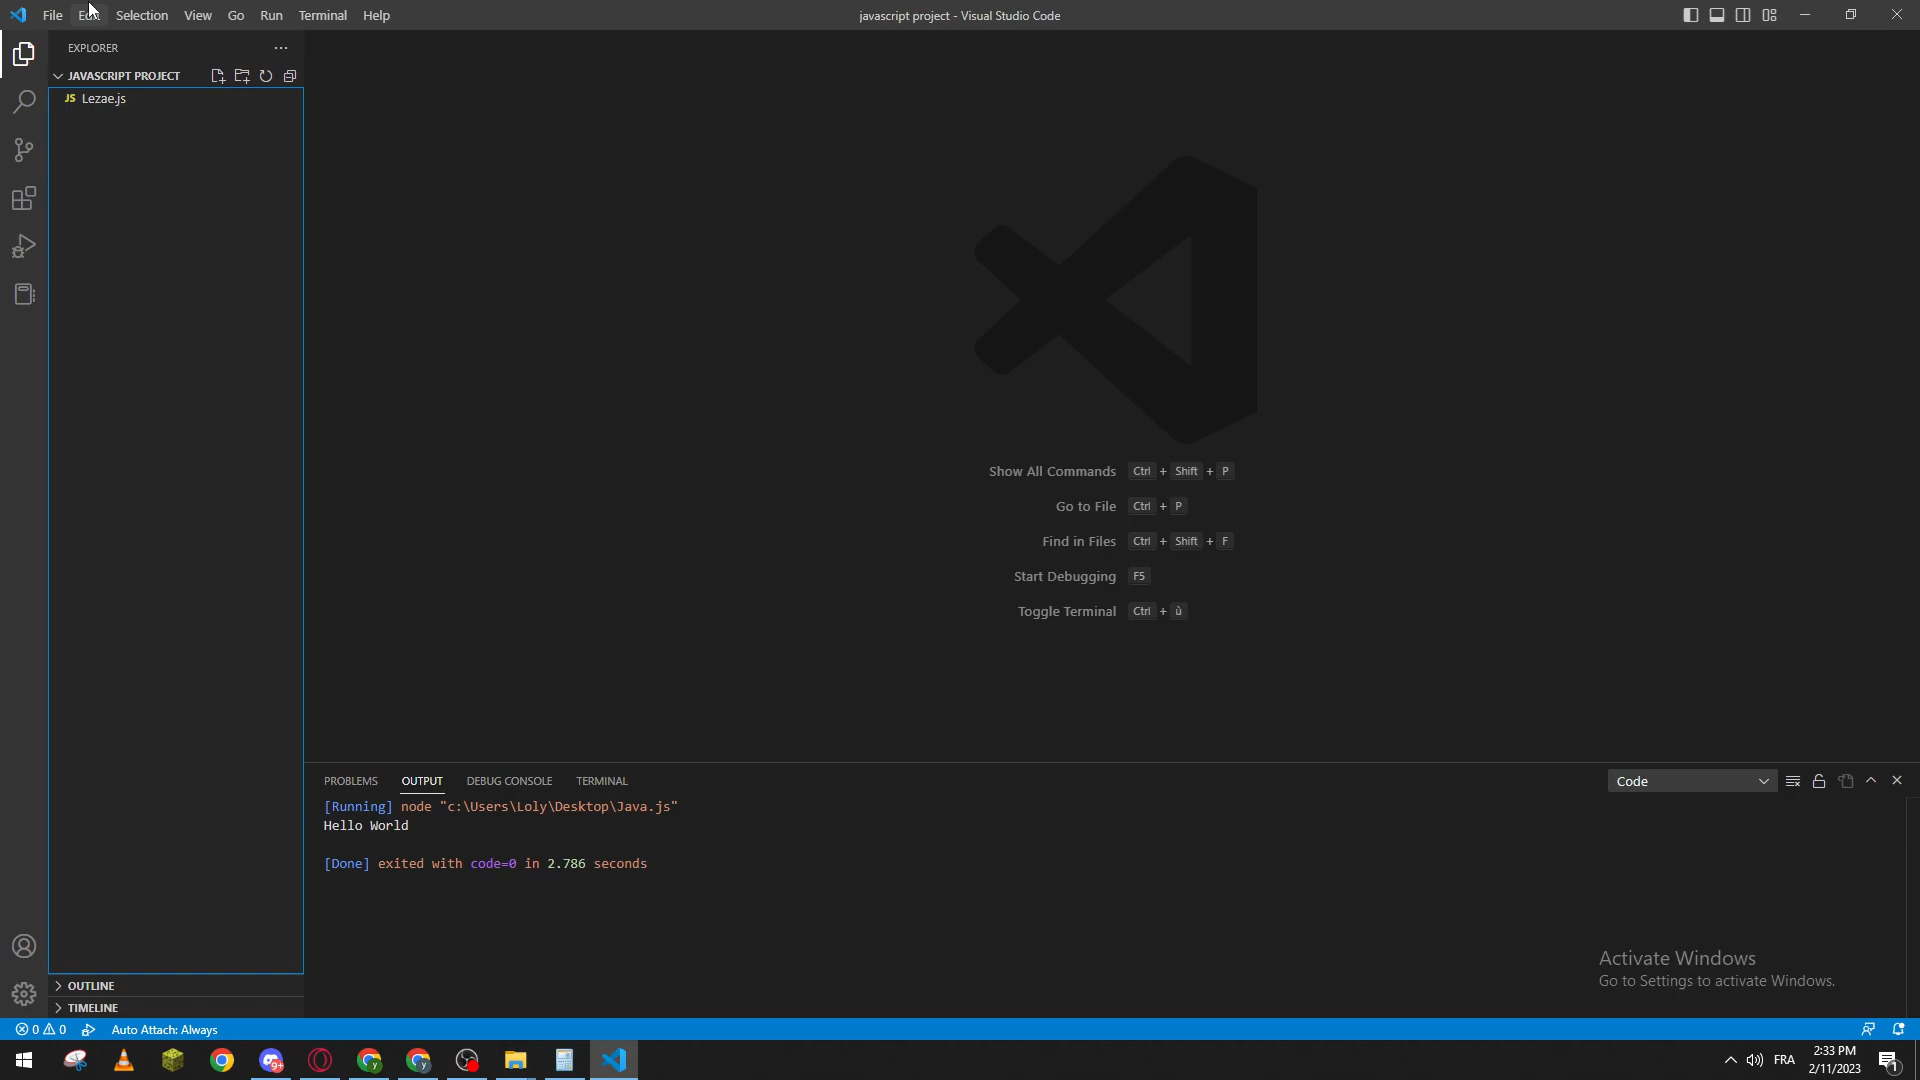 File Edit Selection View Go Run Terminal Help
javascript project - Visual Studio Code
EXPLORER
JAVASCRIPT PROJECT
JS Lezae.js
Show All Commands Ctrl + Shift + P
Go to File Ctrl + P
Find in Files Ctrl + Shift + F
Start Debugging F5
Toggle Terminal Ctrl + ù
PROBLEMS OUTPUT DEBUG CONSOLE TERMINAL
Code
[Running] node "c:\Users\Loly\Desktop\Java.js"
Hello World
[Done] exited with code=0 in 2.786 seconds
Activate Windows
Go to Settings to activate Windows.
OUTLINE
TIMELINE
0 0 Auto Attach: Always
9+
y
y
FRA
2:33 PM
2/11/2023
1